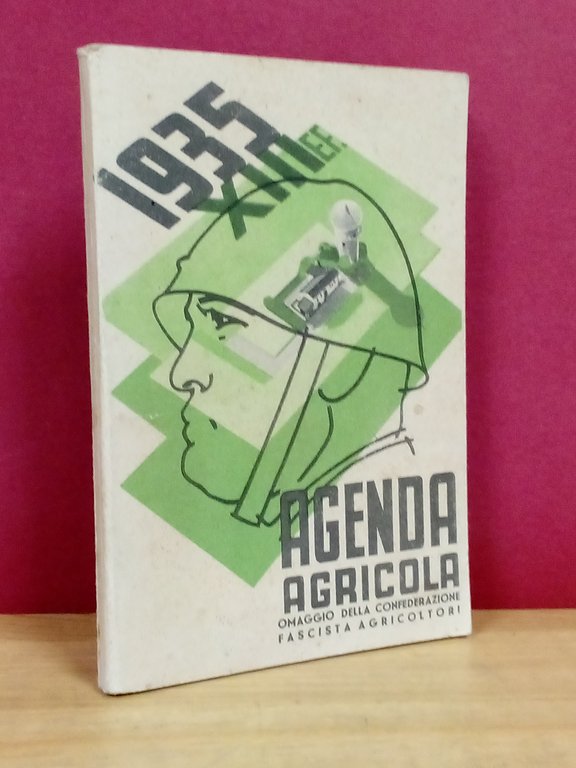 1935
XIII E.F.
AGENDA
AGRICOLA
OMAGGIO DELLA CONFEDERAZIONE
FASCISTA AGRICOLTORI